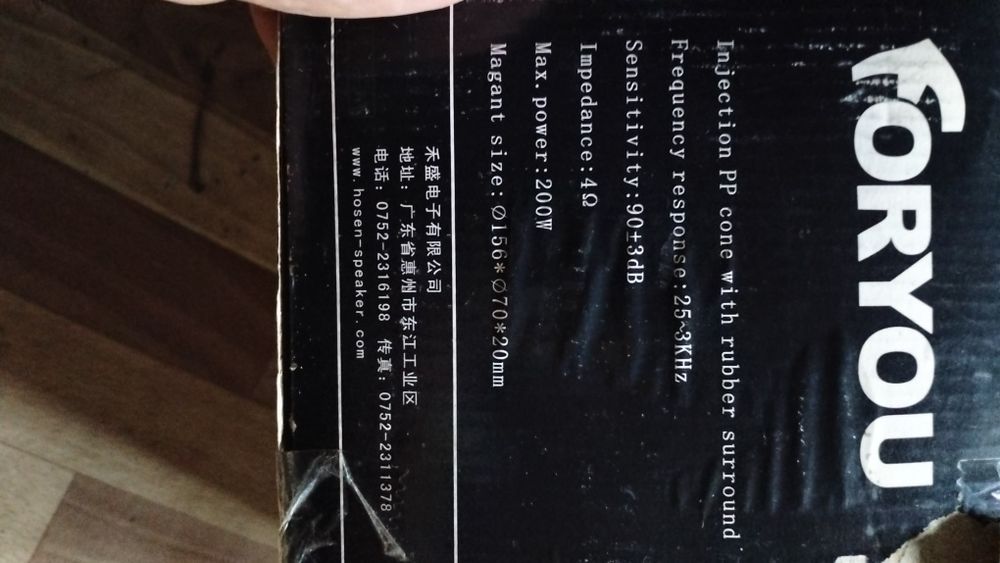 FORYOU
Injection PP cone with rubber surround
Frequency response:25~3KHz
Sensitivity:90±3dB
Impedance:4Ω
Max.power:200W
Magant size:Ø156*Ø70*20mm
禾盛电子有限公司
地址：广东省惠州市东江工业区
电话：0752-2316198 传真：0752-2311378
www.hosen-speaker.com